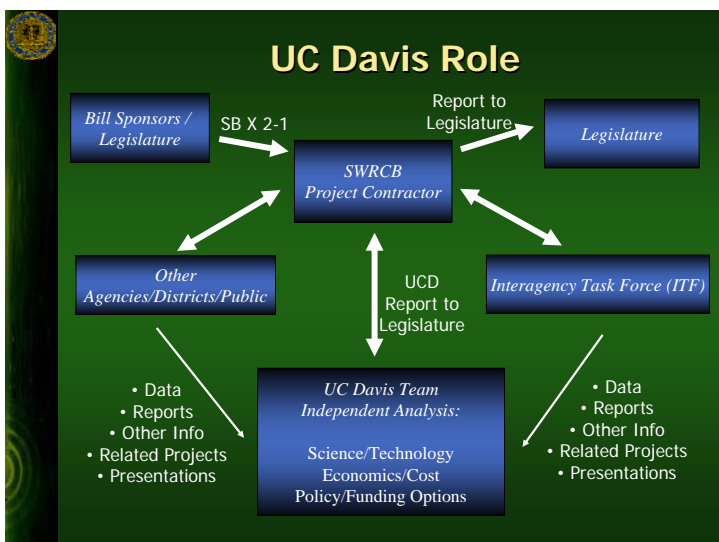 UC Davis Role
Bill Sponsors /
Legislature
SB X 2-1
Report to
Legislature
Legislature
SWRCB
Project Contractor
Other
Agencies/Districts/Public
UCD
Report to
Legislature
Interagency Task Force (ITF)
• Data
• Reports
• Other Info
• Related Projects
• Presentations
UC Davis Team
Independent Analysis:
Science/Technology
Economics/Cost
Policy/Funding Options
• Data
• Reports
• Other Info
• Related Projects
• Presentations